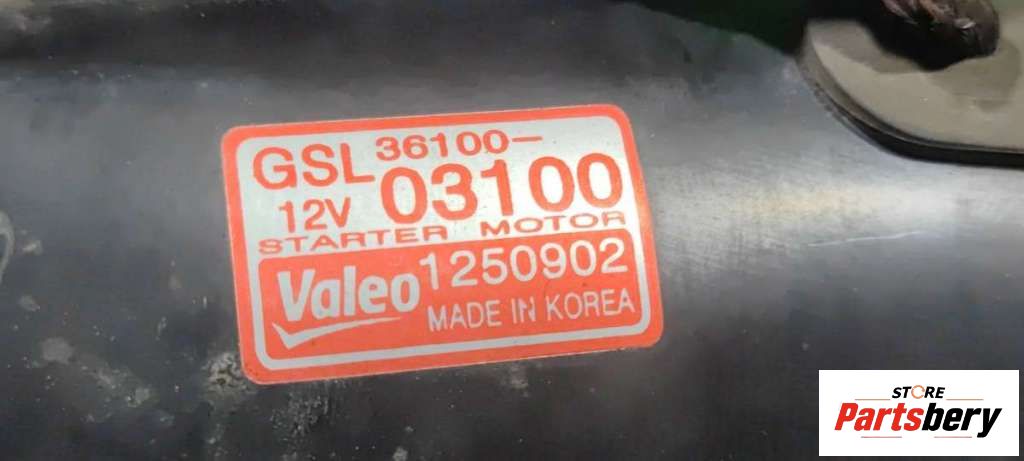 GSL 36100-
12V 03100
STARTER MOTOR
Valeo 1250902
MADE IN KOREA
STORE
Partsbery